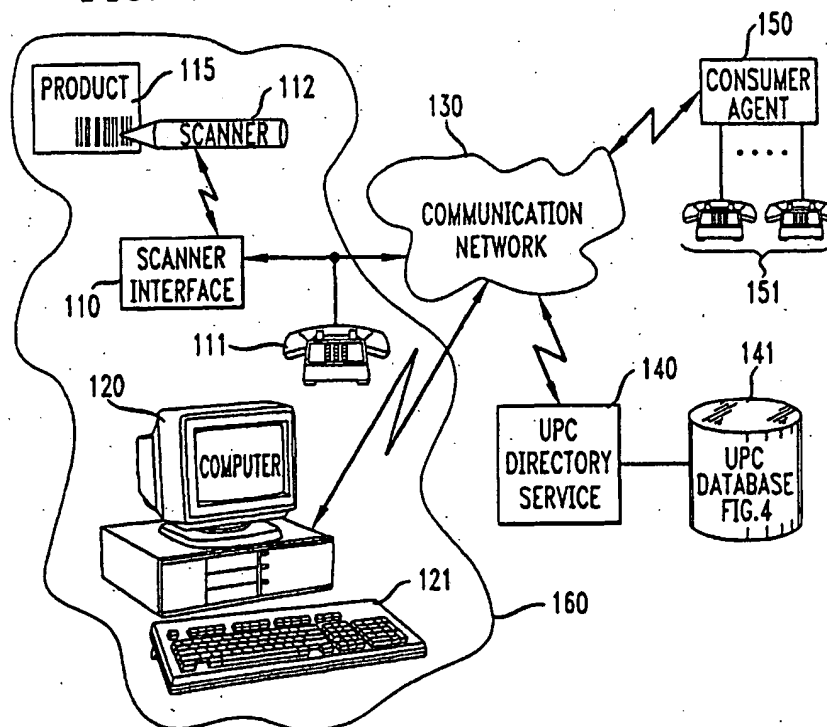 PRODUCT
115
112
SCANNER
SCANNER
INTERFACE
110
111
120
COMPUTER
121
160
130
COMMUNICATION
NETWORK
150
CONSUMER
AGENT
151
140
UPC
DIRECTORY
SERVICE
141
UPC
DATABASE
FIG.4